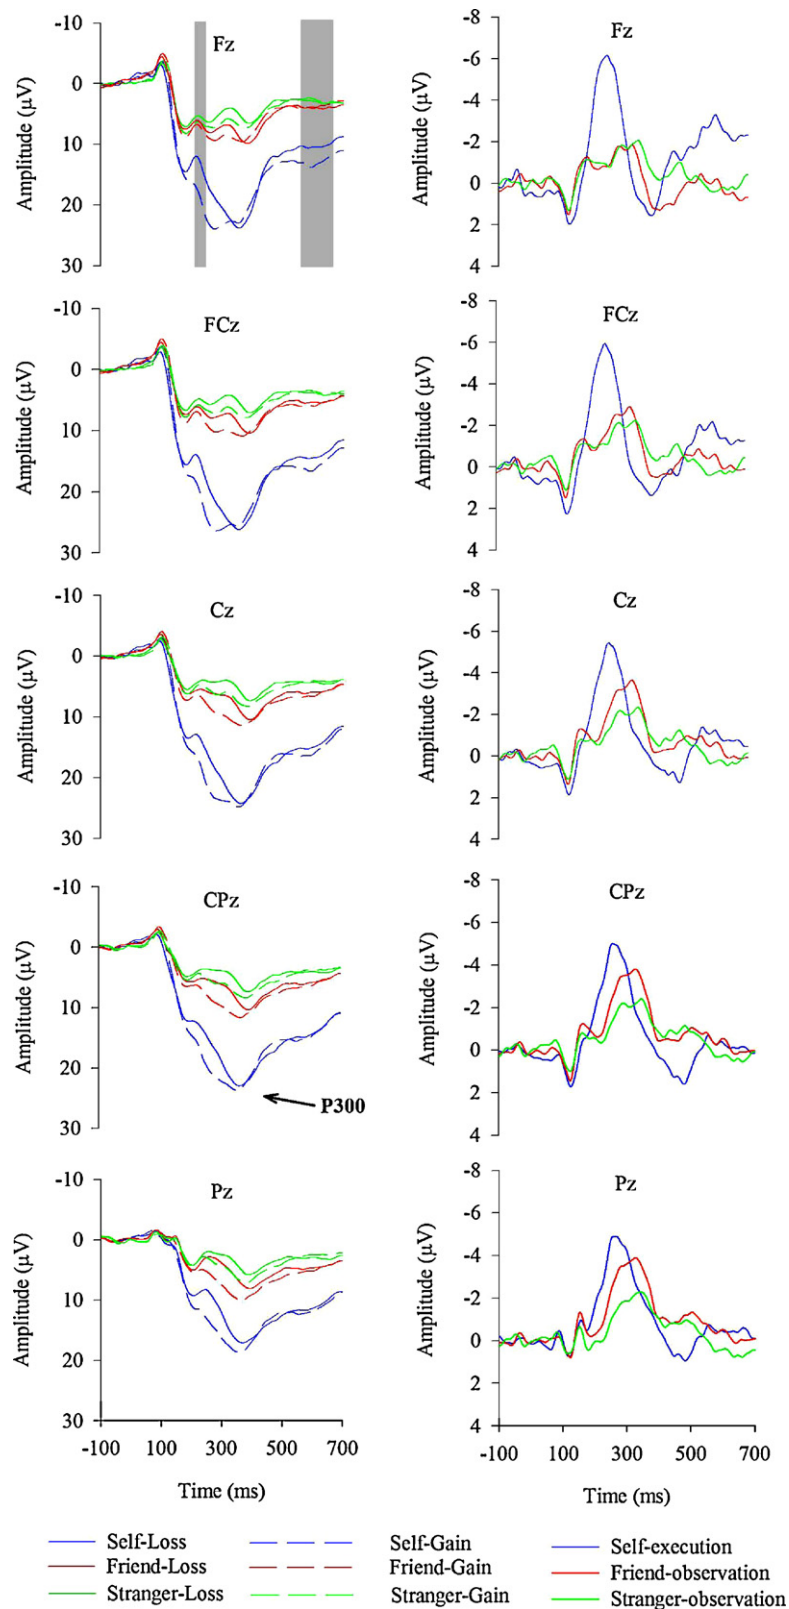 Fz
Amplitude (μV)
-10
0
10
20
30
Fz
Amplitude (μV)
-8
-6
-4
-2
0
2
4
FCz
Amplitude (μV)
-10
0
10
20
30
FCz
Amplitude (μV)
-8
-6
-4
-2
0
2
4
Cz
Amplitude (μV)
-10
0
10
20
30
Cz
Amplitude (μV)
-8
-6
-4
-2
0
2
4
CPz
Amplitude (μV)
-10
0
10
20
30
P300
CPz
Amplitude (μV)
-8
-6
-4
-2
0
2
4
Pz
Amplitude (μV)
-10
0
10
20
30
-100 100 300 500 700
Time (ms)
Pz
Amplitude (μV)
-8
-6
-4
-2
0
2
4
-100 100 300 500 700
Time (ms)
Self-Loss Self-Gain Self-execution
Friend-Loss Friend-Gain Friend-observation
Stranger-Loss Stranger-Gain Stranger-observation